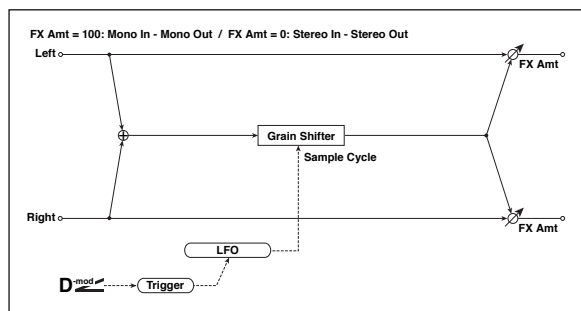 FX Amt = 100: Mono In - Mono Out / FX Amt = 0: Stereo In - Stereo Out
Left
FX Amt
Grain Shifter
Sample Cycle
Right
FX Amt
LFO
D-mod
Trigger